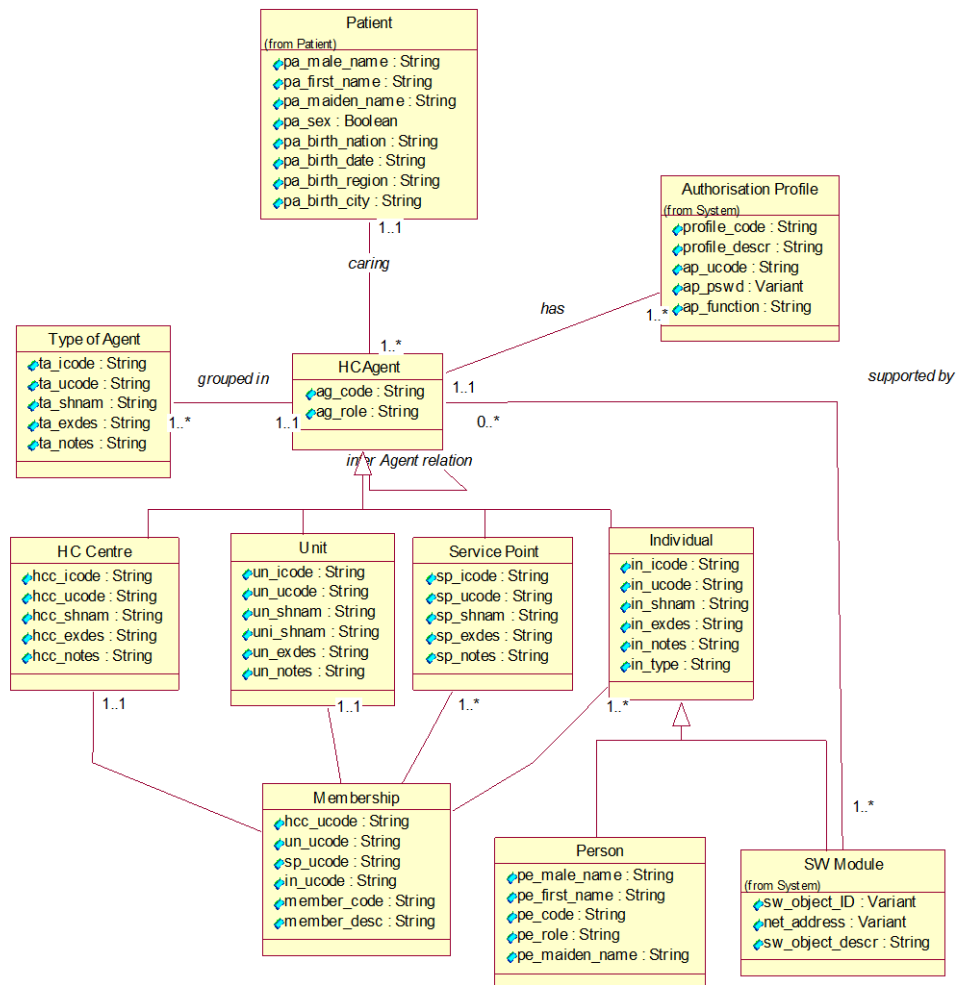 Patient
(from Patient)
pa_male_name : String
pa_first_name : String
pa_maiden_name : String
pa_sex : Boolean
pa_birth_nation : String
pa_birth_date : String
pa_birth_region : String
pa_birth_city : String
1..1
caring
1..*
Authorisation Profile
(from System)
profile_code : String
profile_descr : String
ap_ucode : String
ap_pswd : Variant
ap_function : String
has
1..*
1..1
Type of Agent
ta_icode : String
ta_ucode : String
ta_shnam : String
ta_exdes : String
ta_notes : String
grouped in
1..*
1..1
HCAgent
ag_code : String
ag_role : String
supported by
0..*
inter Agent relation
HC Centre
hcc_icode : String
hcc_ucode : String
hcc_shnam : String
hcc_exdes : String
hcc_notes : String
1..1
Unit
un_icode : String
un_ucode : String
un_shnam : String
uni_shnam : String
un_exdes : String
un_notes : String
1..1
Service Point
sp_icode : String
sp_ucode : String
sp_shnam : String
sp_exdes : String
sp_notes : String
1..*
Individual
in_icode : String
in_ucode : String
in_shnam : String
in_exdes : String
in_notes : String
in_type : String
1..*
Membership
hcc_ucode : String
un_ucode : String
sp_ucode : String
in_ucode : String
member_code : String
member_desc : String
Person
pe_male_name : String
pe_first_name : String
pe_code : String
pe_role : String
pe_maiden_name : String
1..*
SW Module
(from System)
sw_object_ID : Variant
net_address : Variant
sw_object_descr : String